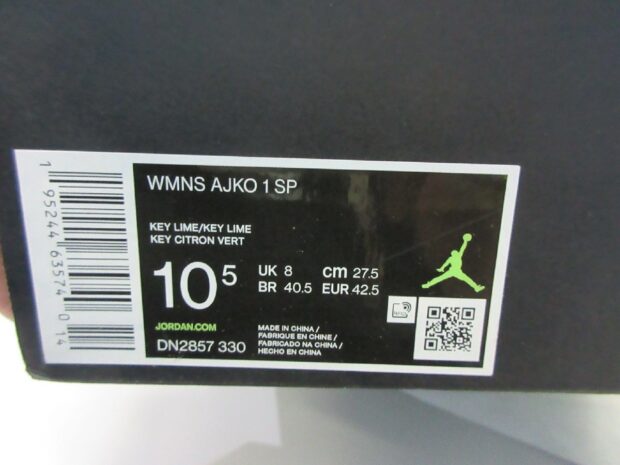 1 95244 63574 0 14
WMNS AJKO 1 SP
KEY LIME/KEY LIME
KEY CITRON VERT
10 5
UK 8 cm 27.5
BR 40.5 EUR 42.5
JORDAN.COM
DN2857 330
MADE IN CHINA /
FABRIQUE EN CHINE /
FABRICADO NA CHINA /
HECHO EN CHINA